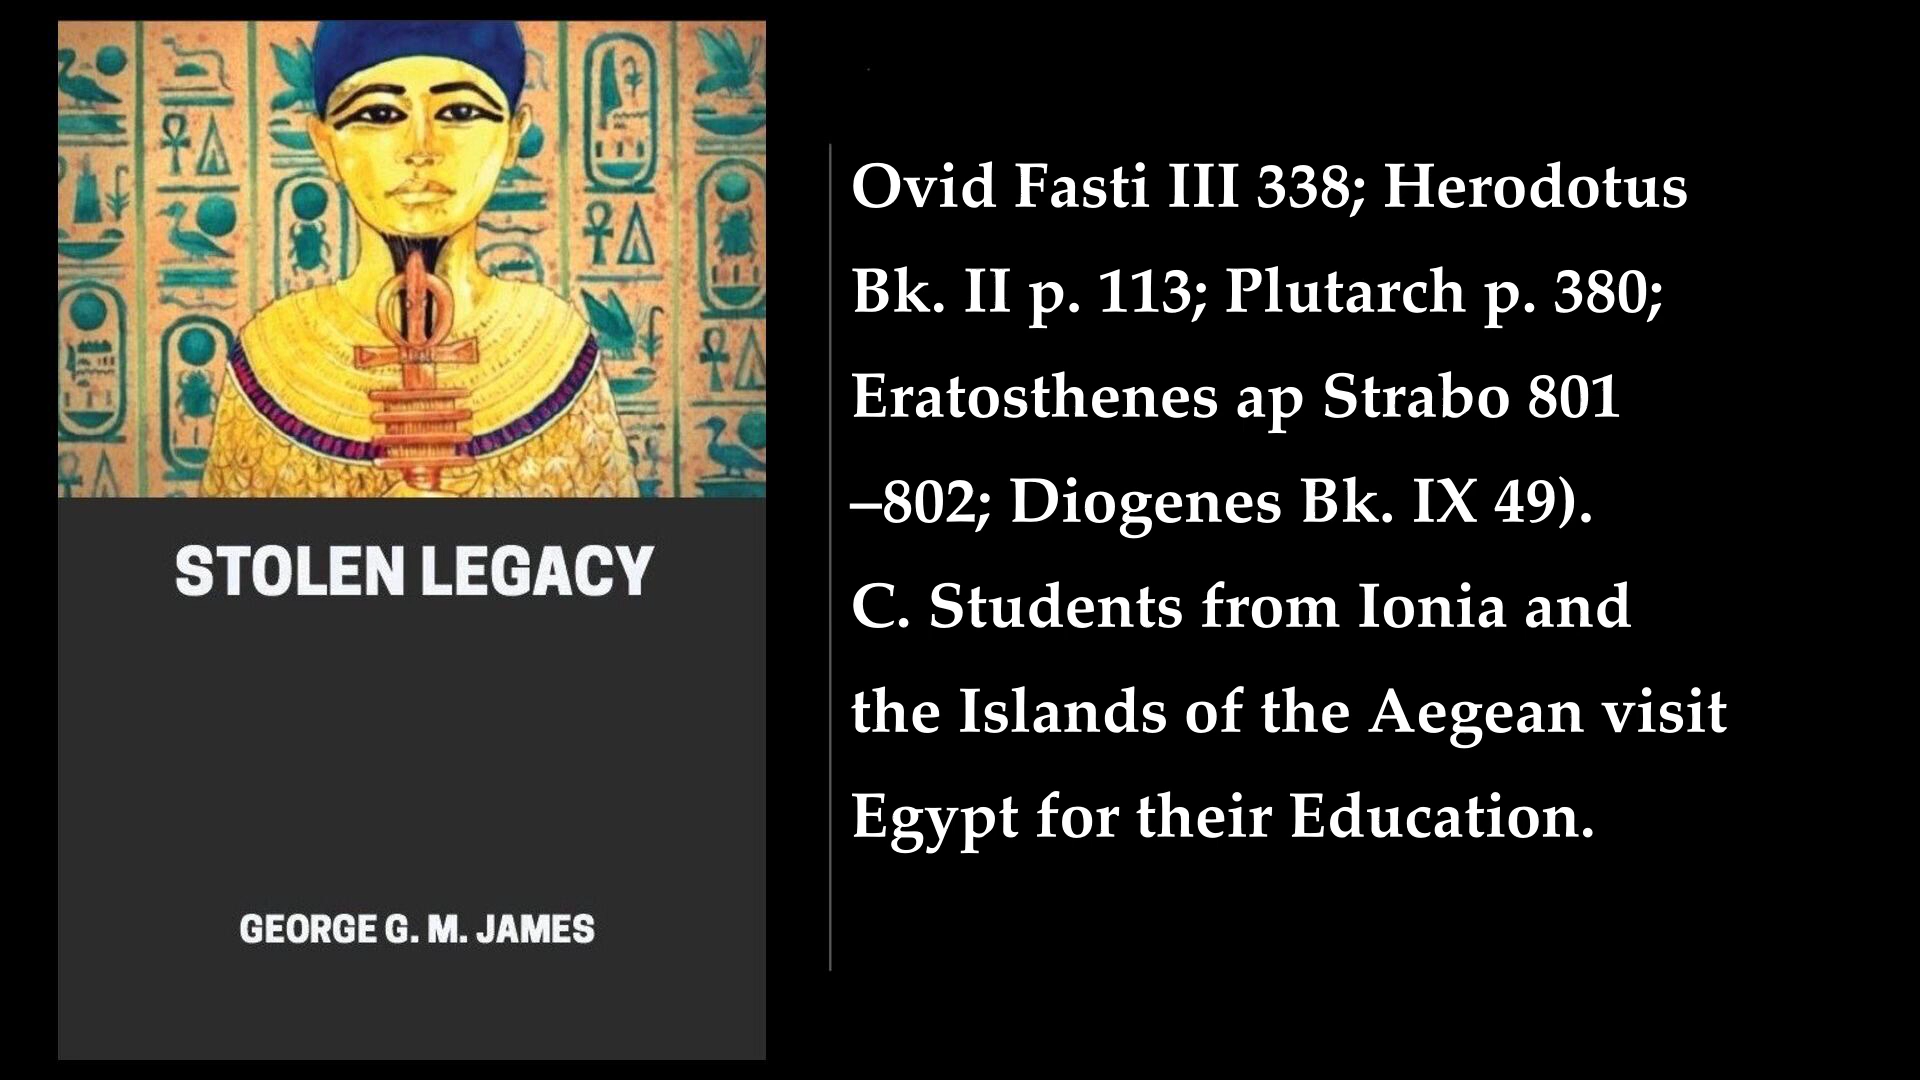 STOLEN LEGACY
GEORGE G. M. JAMES
Ovid Fasti III 338; Herodotus
Bk. II p. 113; Plutarch p. 380;
Eratosthenes ap Strabo 801
–802; Diogenes Bk. IX 49).
C. Students from Ionia and
the Islands of the Aegean visit
Egypt for their Education.